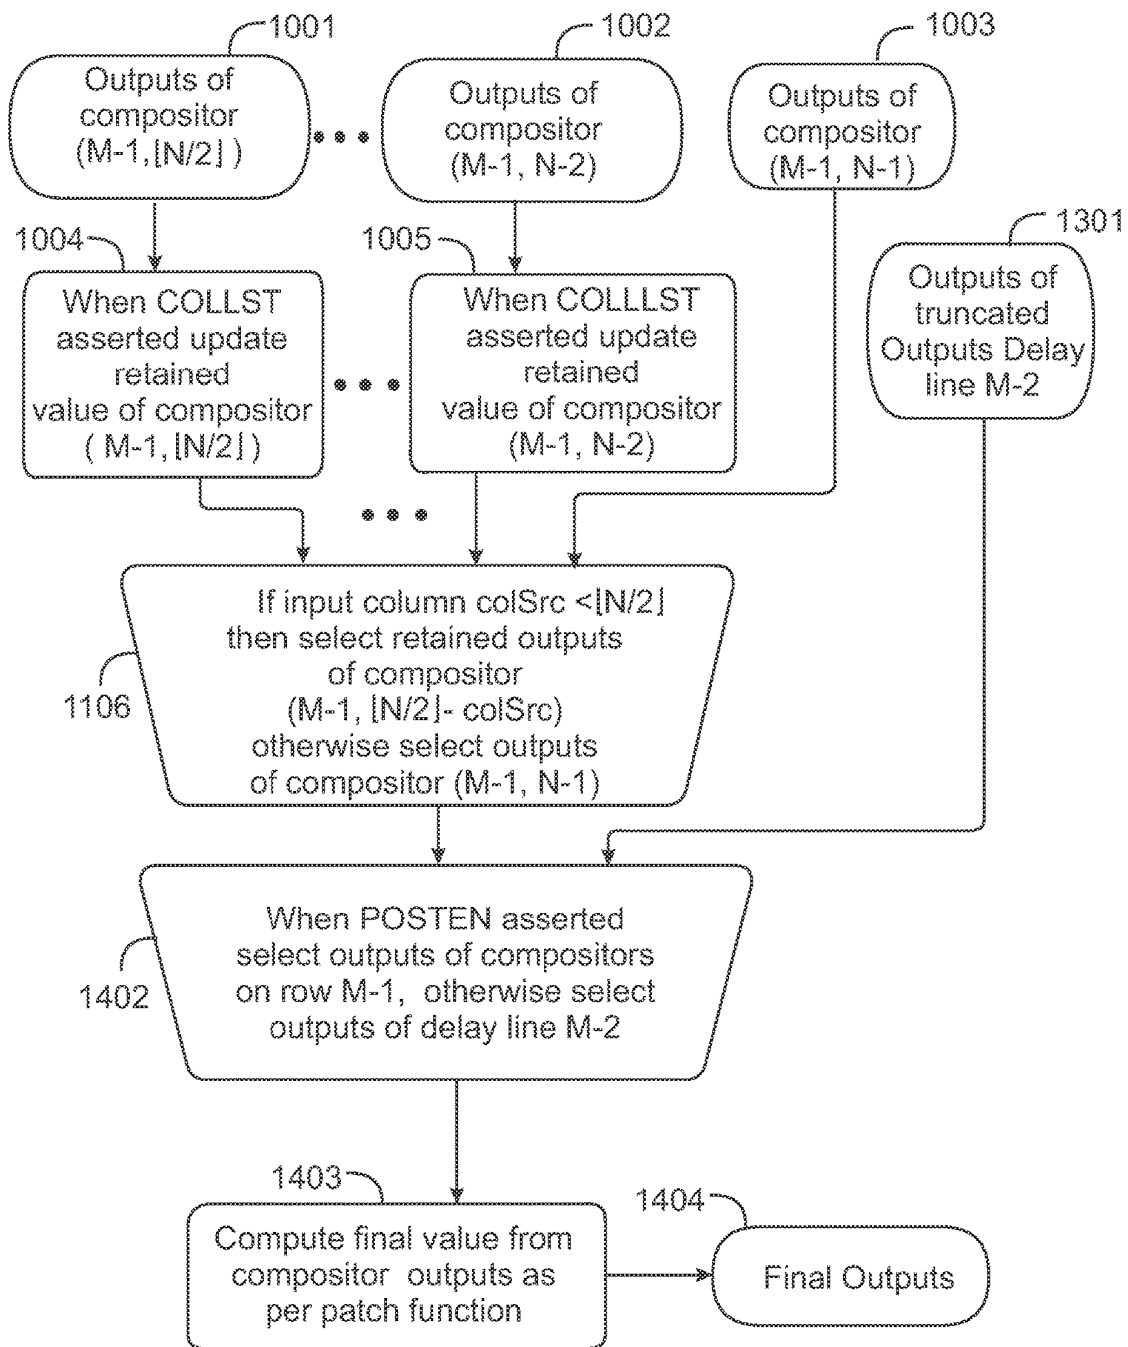 1001
Outputs of
compositor
(M-1,⌊N/2⌋ )
1002
Outputs of
compositor
(M-1, N-2)
1003
Outputs of
compositor
(M-1, N-1)
1301
Outputs of
truncated
Outputs Delay
line M-2
1004
When COLLST
asserted update
retained
value of compositor
( M-1,⌊N/2⌋ )
1005
When COLLLST
asserted update
retained
value of compositor
(M-1, N-2)
1106
If input column colSrc <⌊N/2⌋
then select retained outputs
of compositor
(M-1, ⌊N/2⌋- colSrc)
otherwise select outputs
of compositor (M-1, N-1)
1402
When POSTEN asserted
select outputs of compositors
on row M-1, otherwise select
outputs of delay line M-2
1403
Compute final value from
compositor outputs as
per patch function
1404
Final Outputs